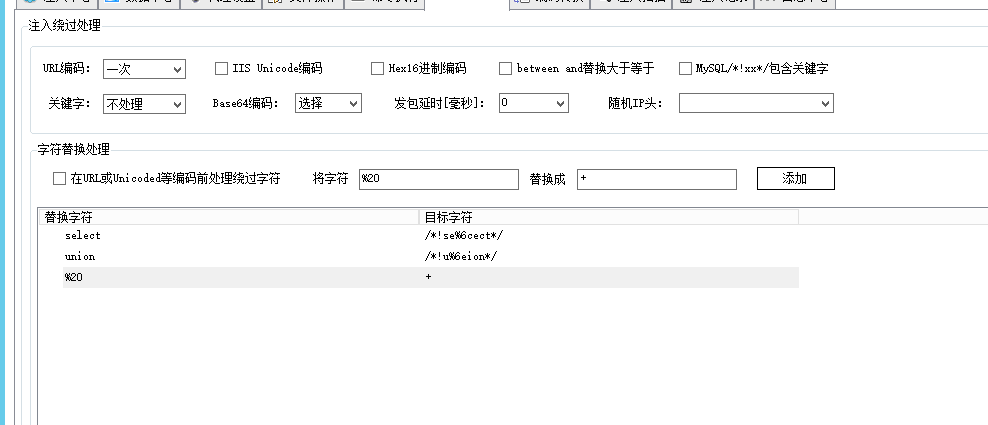 注入绕过处理
URL编码： 一次 IIS Unicode编码 Hex16进制编码 between and替换大于等于 MySQL/*!xx*/包含关键字
关键字： 不处理 Base64编码： 选择 发包延时[毫秒]： 0 随机IP头：
字符替换处理
在URL或Unicoded等编码前处理绕过字符 将字符 %20 替换成 + 添加
替换字符 目标字符
select /*!se%6cect*/
union /*!u%6eion*/
%20 +